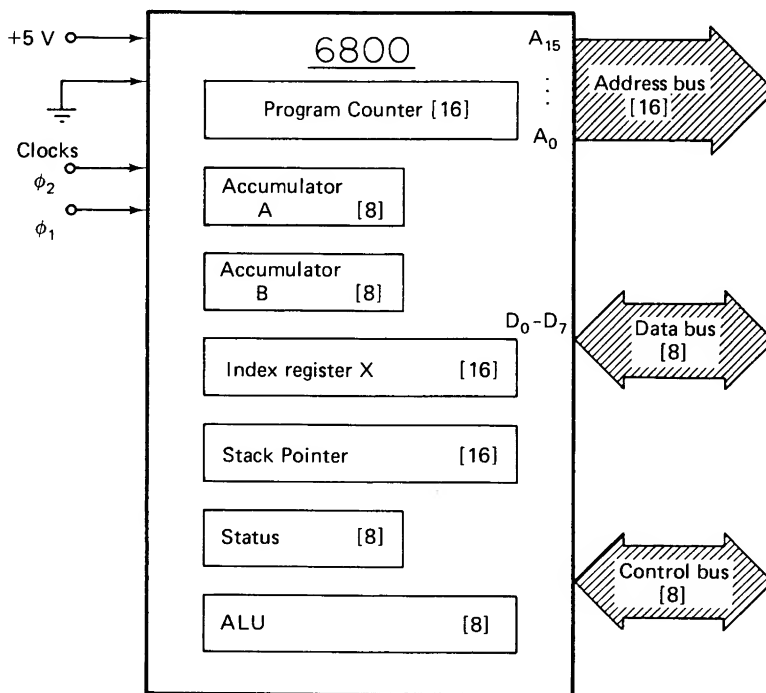 +5 V
6800
A15
Address bus
[16]
Program Counter [16]
A0
Clocks
ϕ2
ϕ1
Accumulator
A [8]
Accumulator
B [8]
D0-D7
Data bus
[8]
Index register X [16]
Stack Pointer [16]
Status [8]
Control bus
[8]
ALU [8]